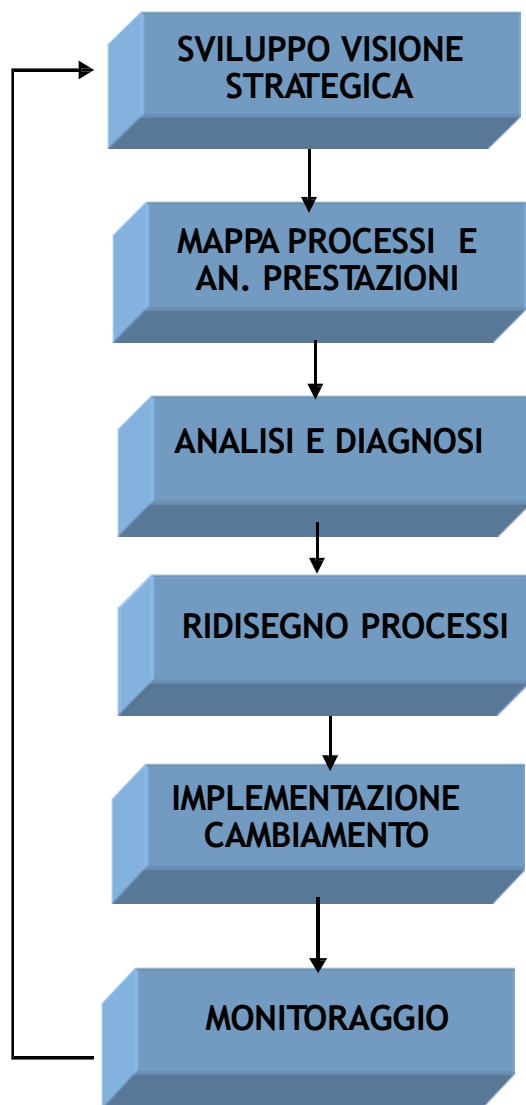 SVILUPPO VISIONE
STRATEGICA
MAPPA PROCESSI E
AN. PRESTAZIONI
ANALISI E DIAGNOSI
RIDISEGNO PROCESSI
IMPLEMENTAZIONE
CAMBIAMENTO
MONITORAGGIO